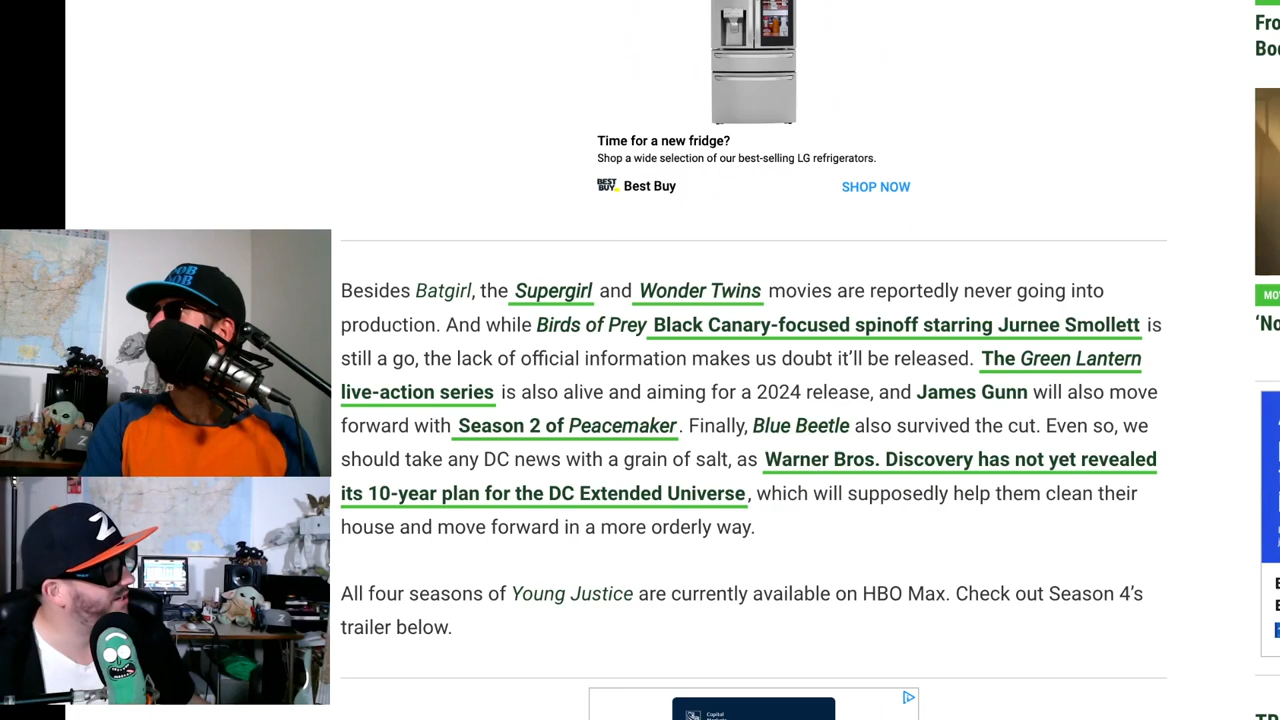 Time for a new fridge?
Shop a wide selection of our best-selling LG refrigerators.
BEST BUY Best Buy
SHOP NOW
Fro
Boo
MO
'No
Besides Batgirl, the Supergirl and Wonder Twins movies are reportedly never going into
production. And while Birds of Prey Black Canary-focused spinoff starring Jurnee Smollett is
still a go, the lack of official information makes us doubt it'll be released. The Green Lantern
live-action series is also alive and aiming for a 2024 release, and James Gunn will also move
forward with Season 2 of Peacemaker. Finally, Blue Beetle also survived the cut. Even so, we
should take any DC news with a grain of salt, as Warner Bros. Discovery has not yet revealed
its 10-year plan for the DC Extended Universe, which will supposedly help them clean their
house and move forward in a more orderly way.
All four seasons of Young Justice are currently available on HBO Max. Check out Season 4's
trailer below.
Capital
Z